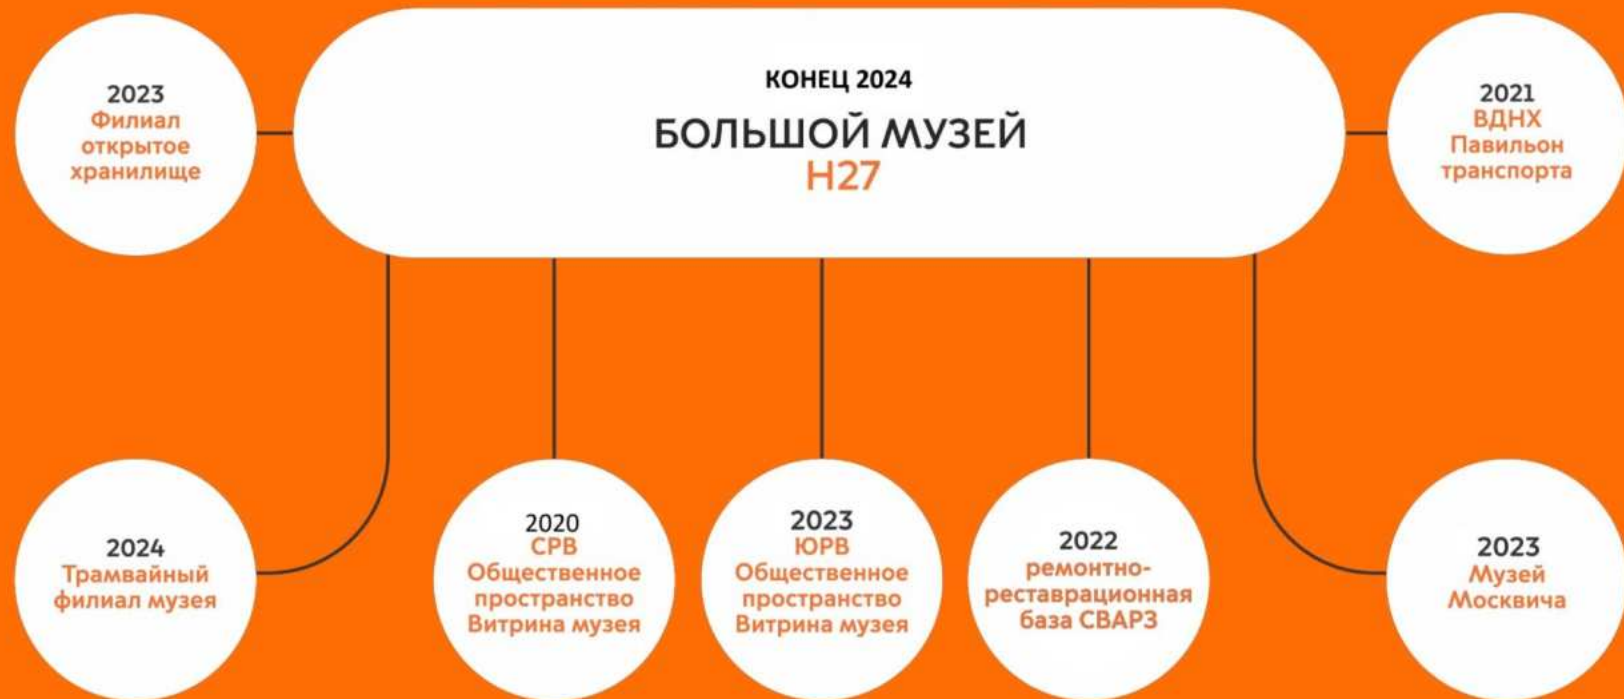 КОНЕЦ 2024
БОЛЬШОЙ МУЗЕЙ
Н27
2023
Филиал
открытое
хранилище
2021
ВДНХ
Павильон
транспорта
2024
Трамвайный
филиал музея
2020
СРВ
Общественное
пространство
Витрина музея
2023
ЮРВ
Общественное
пространство
Витрина музея
2022
ремонтно-
реставрационная
база СВАРЗ
2023
Музей
Москвича